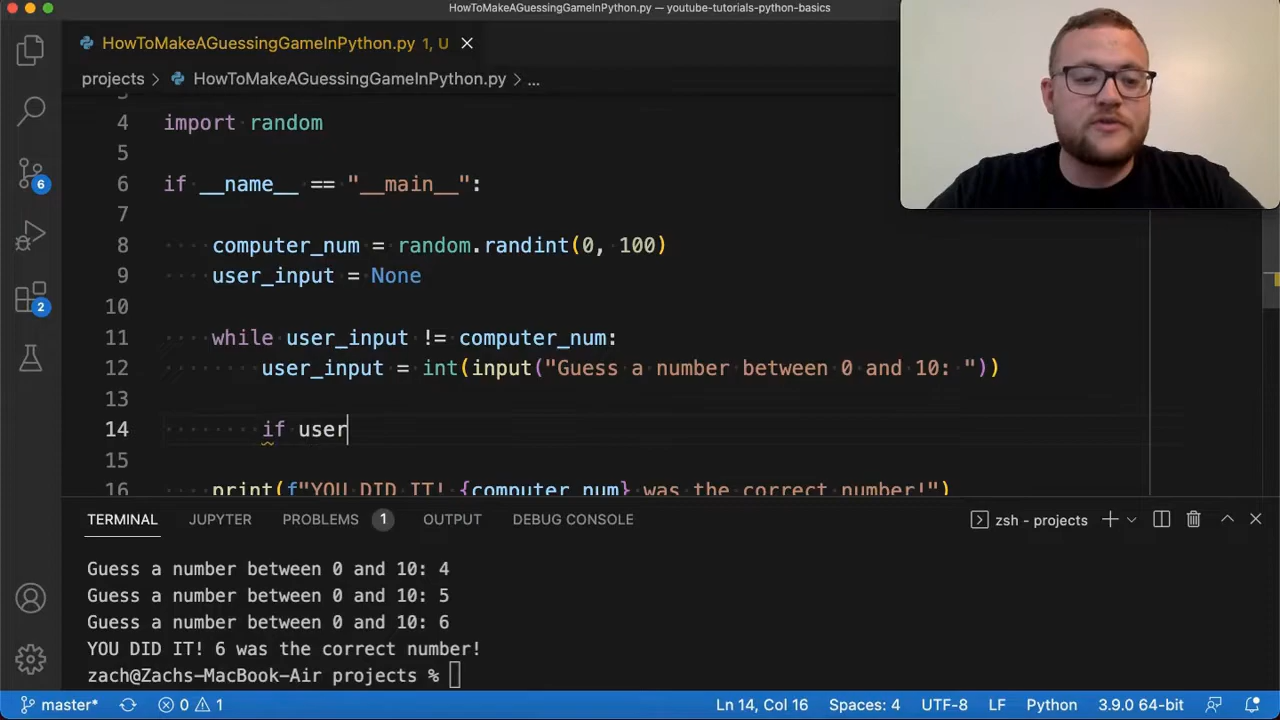 HowToMakeAGuessingGameInPython.py — youtube-tutorials-python-basics
HowToMakeAGuessingGameInPython.py 1, U
projects > HowToMakeAGuessingGameInPython.py > ...
4 import random
5
6 if __name__ == "__main__":
7
8 computer_num = random.randint(0, 100)
9 user_input = None
10
11 while user_input != computer_num:
12 user_input = int(input("Guess a number between 0 and 10: "))
13
14 if user
15
16 print(f"YOU DID IT! {computer_num} was the correct number!")
6
2
TERMINAL JUPYTER PROBLEMS 1 OUTPUT DEBUG CONSOLE zsh - projects
Guess a number between 0 and 10: 4
Guess a number between 0 and 10: 5
Guess a number between 0 and 10: 6
YOU DID IT! 6 was the correct number!
zach@Zachs-MacBook-Air projects %
master* 0 1 Ln 14, Col 16 Spaces: 4 UTF-8 LF Python 3.9.0 64-bit